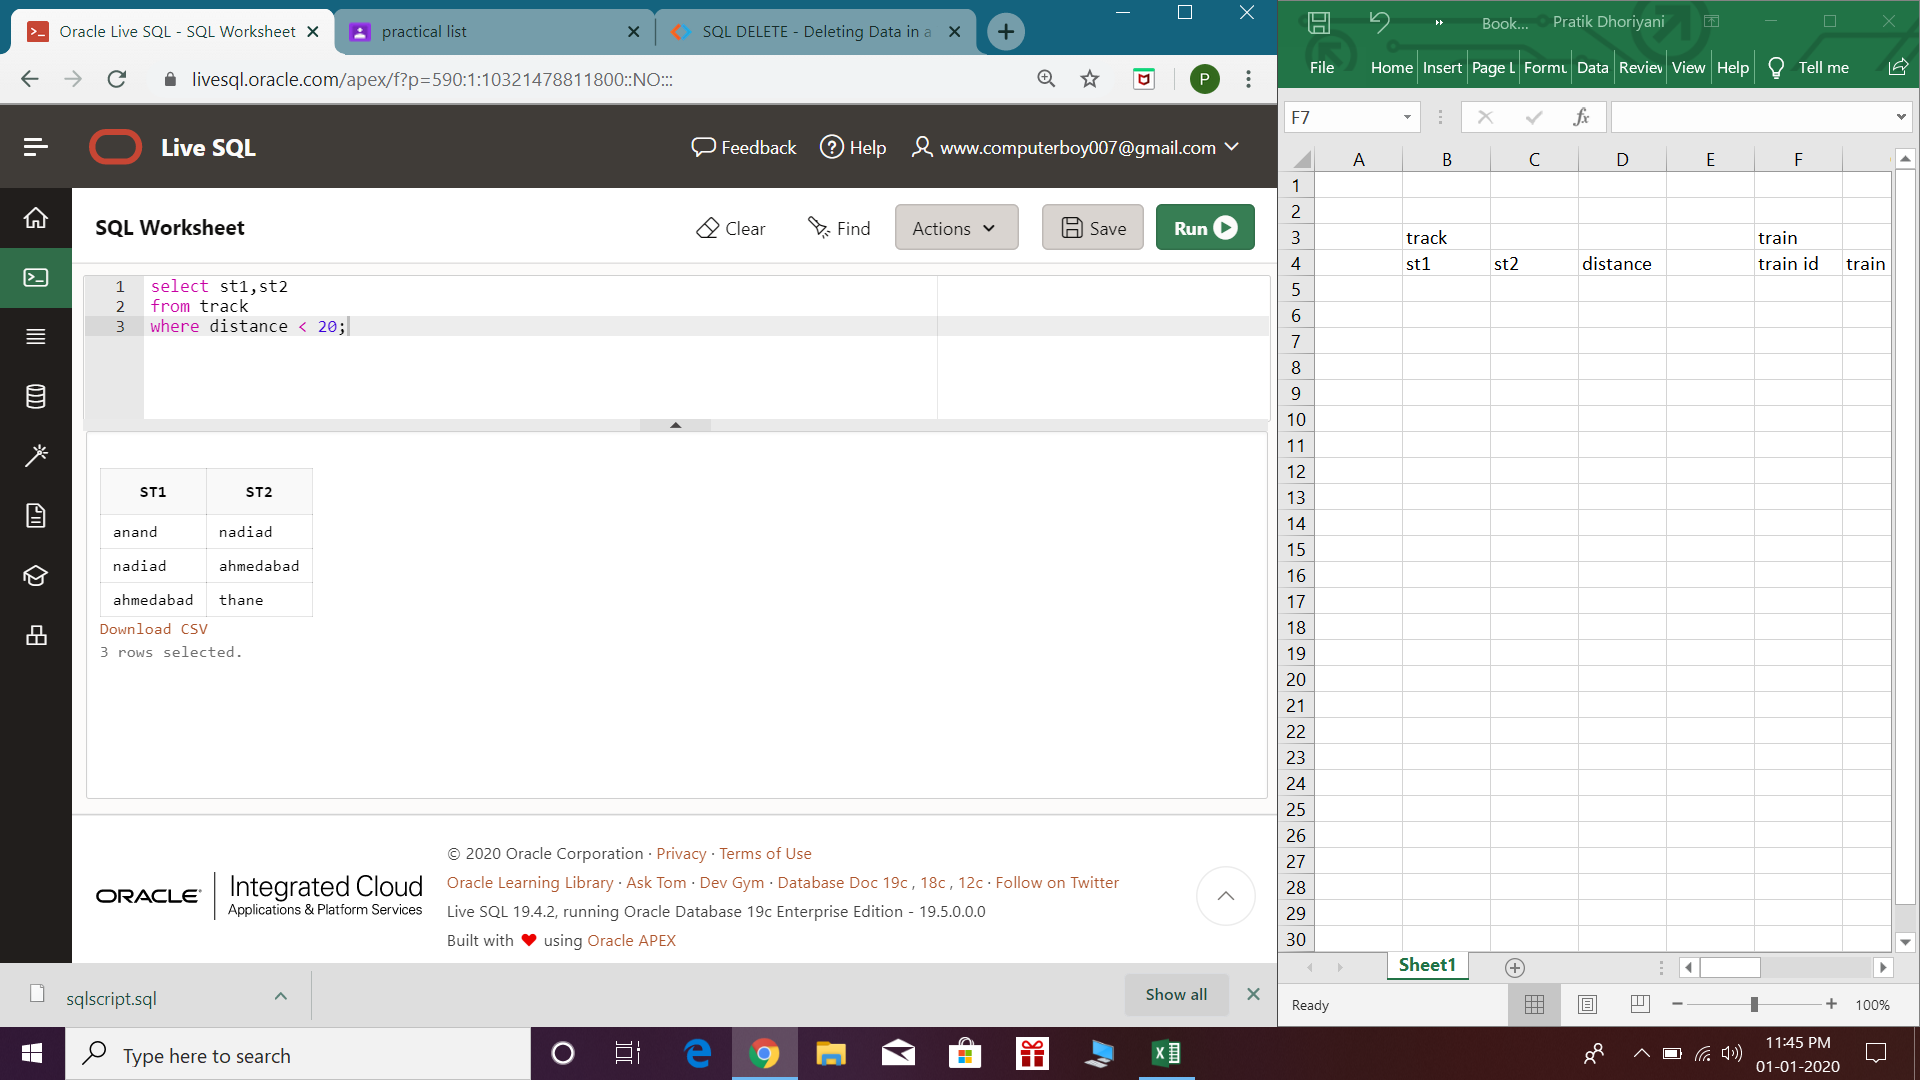 Oracle Live SQL - SQL Worksheet
practical list
SQL DELETE - Deleting Data in a
livesql.oracle.com/apex/f?p=590:1:10321478811800::NO:::
P
Live SQL
Feedback
Help
www.computerboy007@gmail.com
SQL Worksheet
Clear
Find
Actions
Save
Run
1 select st1,st2
2 from track
3 where distance < 20;
ST1 ST2
anand nadiad
nadiad ahmedabad
ahmedabad thane
Download CSV
3 rows selected.
ORACLE
Integrated Cloud
Applications & Platform Services
© 2020 Oracle Corporation · Privacy · Terms of Use
Oracle Learning Library · Ask Tom · Dev Gym · Database Doc 19c , 18c , 12c · Follow on Twitter
Live SQL 19.4.2, running Oracle Database 19c Enterprise Edition - 19.5.0.0.0
Built with ❤ using Oracle APEX
sqlscript.sql
Show all
Book...
Pratik Dhoriyani
File Home Insert Page L Formu Data Review View Help Tell me
F7
fx
A B C D E F
1
2
3 track train
4 st1 st2 distance train id train
5
6
7
8
9
10
11
12
13
14
15
16
17
18
19
20
21
22
23
24
25
26
27
28
29
30
Sheet1
Ready
100%
Type here to search
11:45 PM
01-01-2020